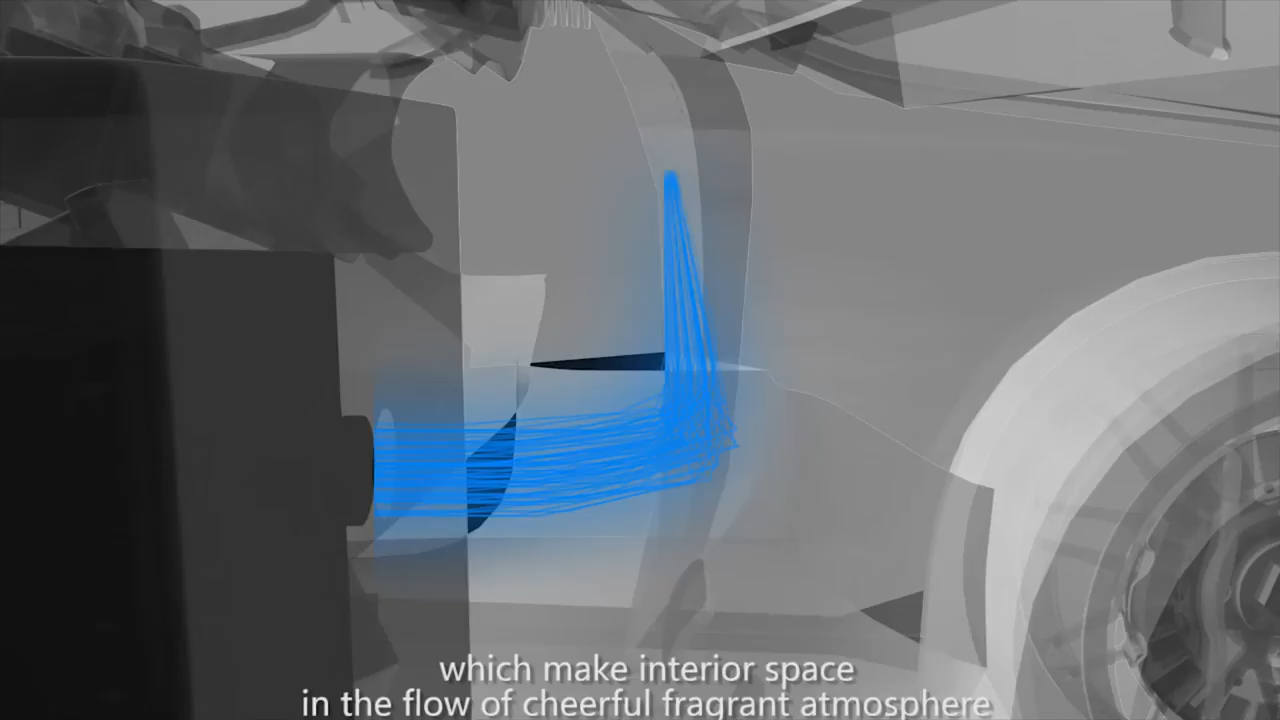 which make interior space
in the flow of cheerful fragrant atmosphere